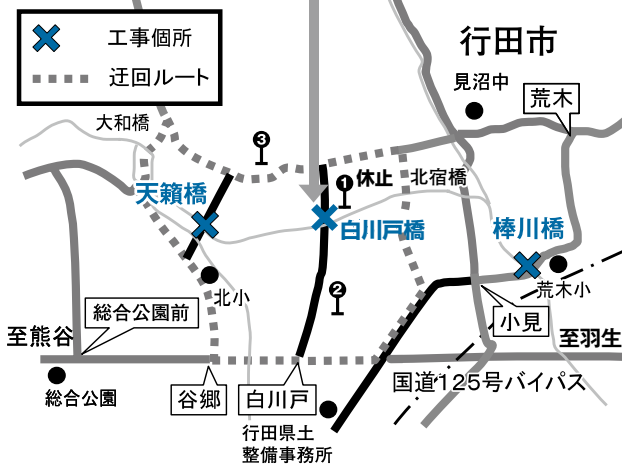 工事個所
迂回ルート
行田市
見沼中
荒木
大和橋
❸
天籟橋
❶
休止
北宿橋
白川戸橋
棒川橋
北小
❷
荒木小
総合公園前
小見
至熊谷
至羽生
総合公園
谷郷
白川戸
国道125号バイパス
行田県土
整備事務所